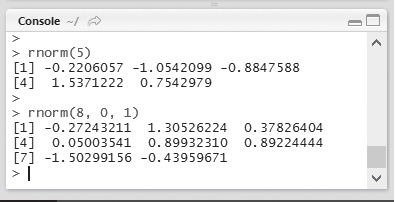 Console ~/
>
> rnorm(5)
[1] -0.2206057 -1.0542099 -0.8847588
[4]  1.5371222  0.7542979
>
> rnorm(8, 0, 1)
[1] -0.27243211  1.30526224  0.37826404
[4]  0.05003541  0.89932310  0.89224444
[7] -1.50299156 -0.43959671
>